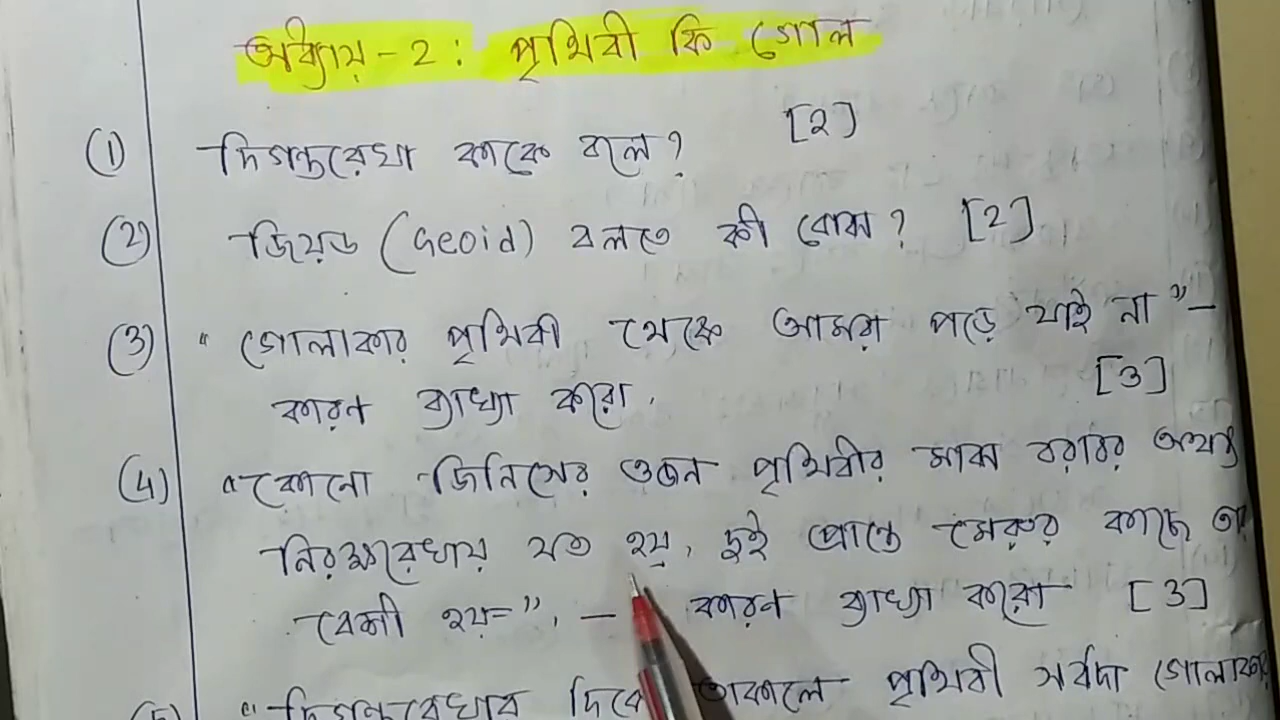 অধ্যায় - 2 : পৃথিবী কি গোল
(1) দিগন্তরেখা কাকে বলে? [2]
(2) জিয়ড (Geoid) বলতে কী বোঝ? [2]
(3) "গোলাকার পৃথিবী থেকে আমরা পড়ে যাই না" -
কারণ ব্যাখ্যা করো. [3]
(4) "কোনো জিনিসের ওজন পৃথিবীর মাঝ বরাবর অর্থাৎ
নিরক্ষরেখায় যত হয়, দুই প্রান্তে মেরুর কাছে তা
বেশী হয়", - কারণ ব্যাখ্যা করো [3]
(5) "দিগন্তরেখার দিকে তাকালে পৃথিবী সর্বদা গোলাকার